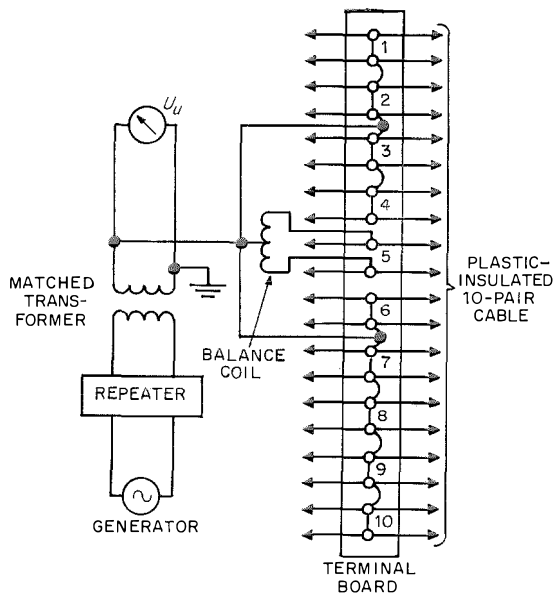 U_u
MATCHED
TRANS-
FORMER
REPEATER
GENERATOR
BALANCE
COIL
1
2
3
4
5
6
7
8
9
10
TERMINAL
BOARD
PLASTIC-
INSULATED
10-PAIR
CABLE